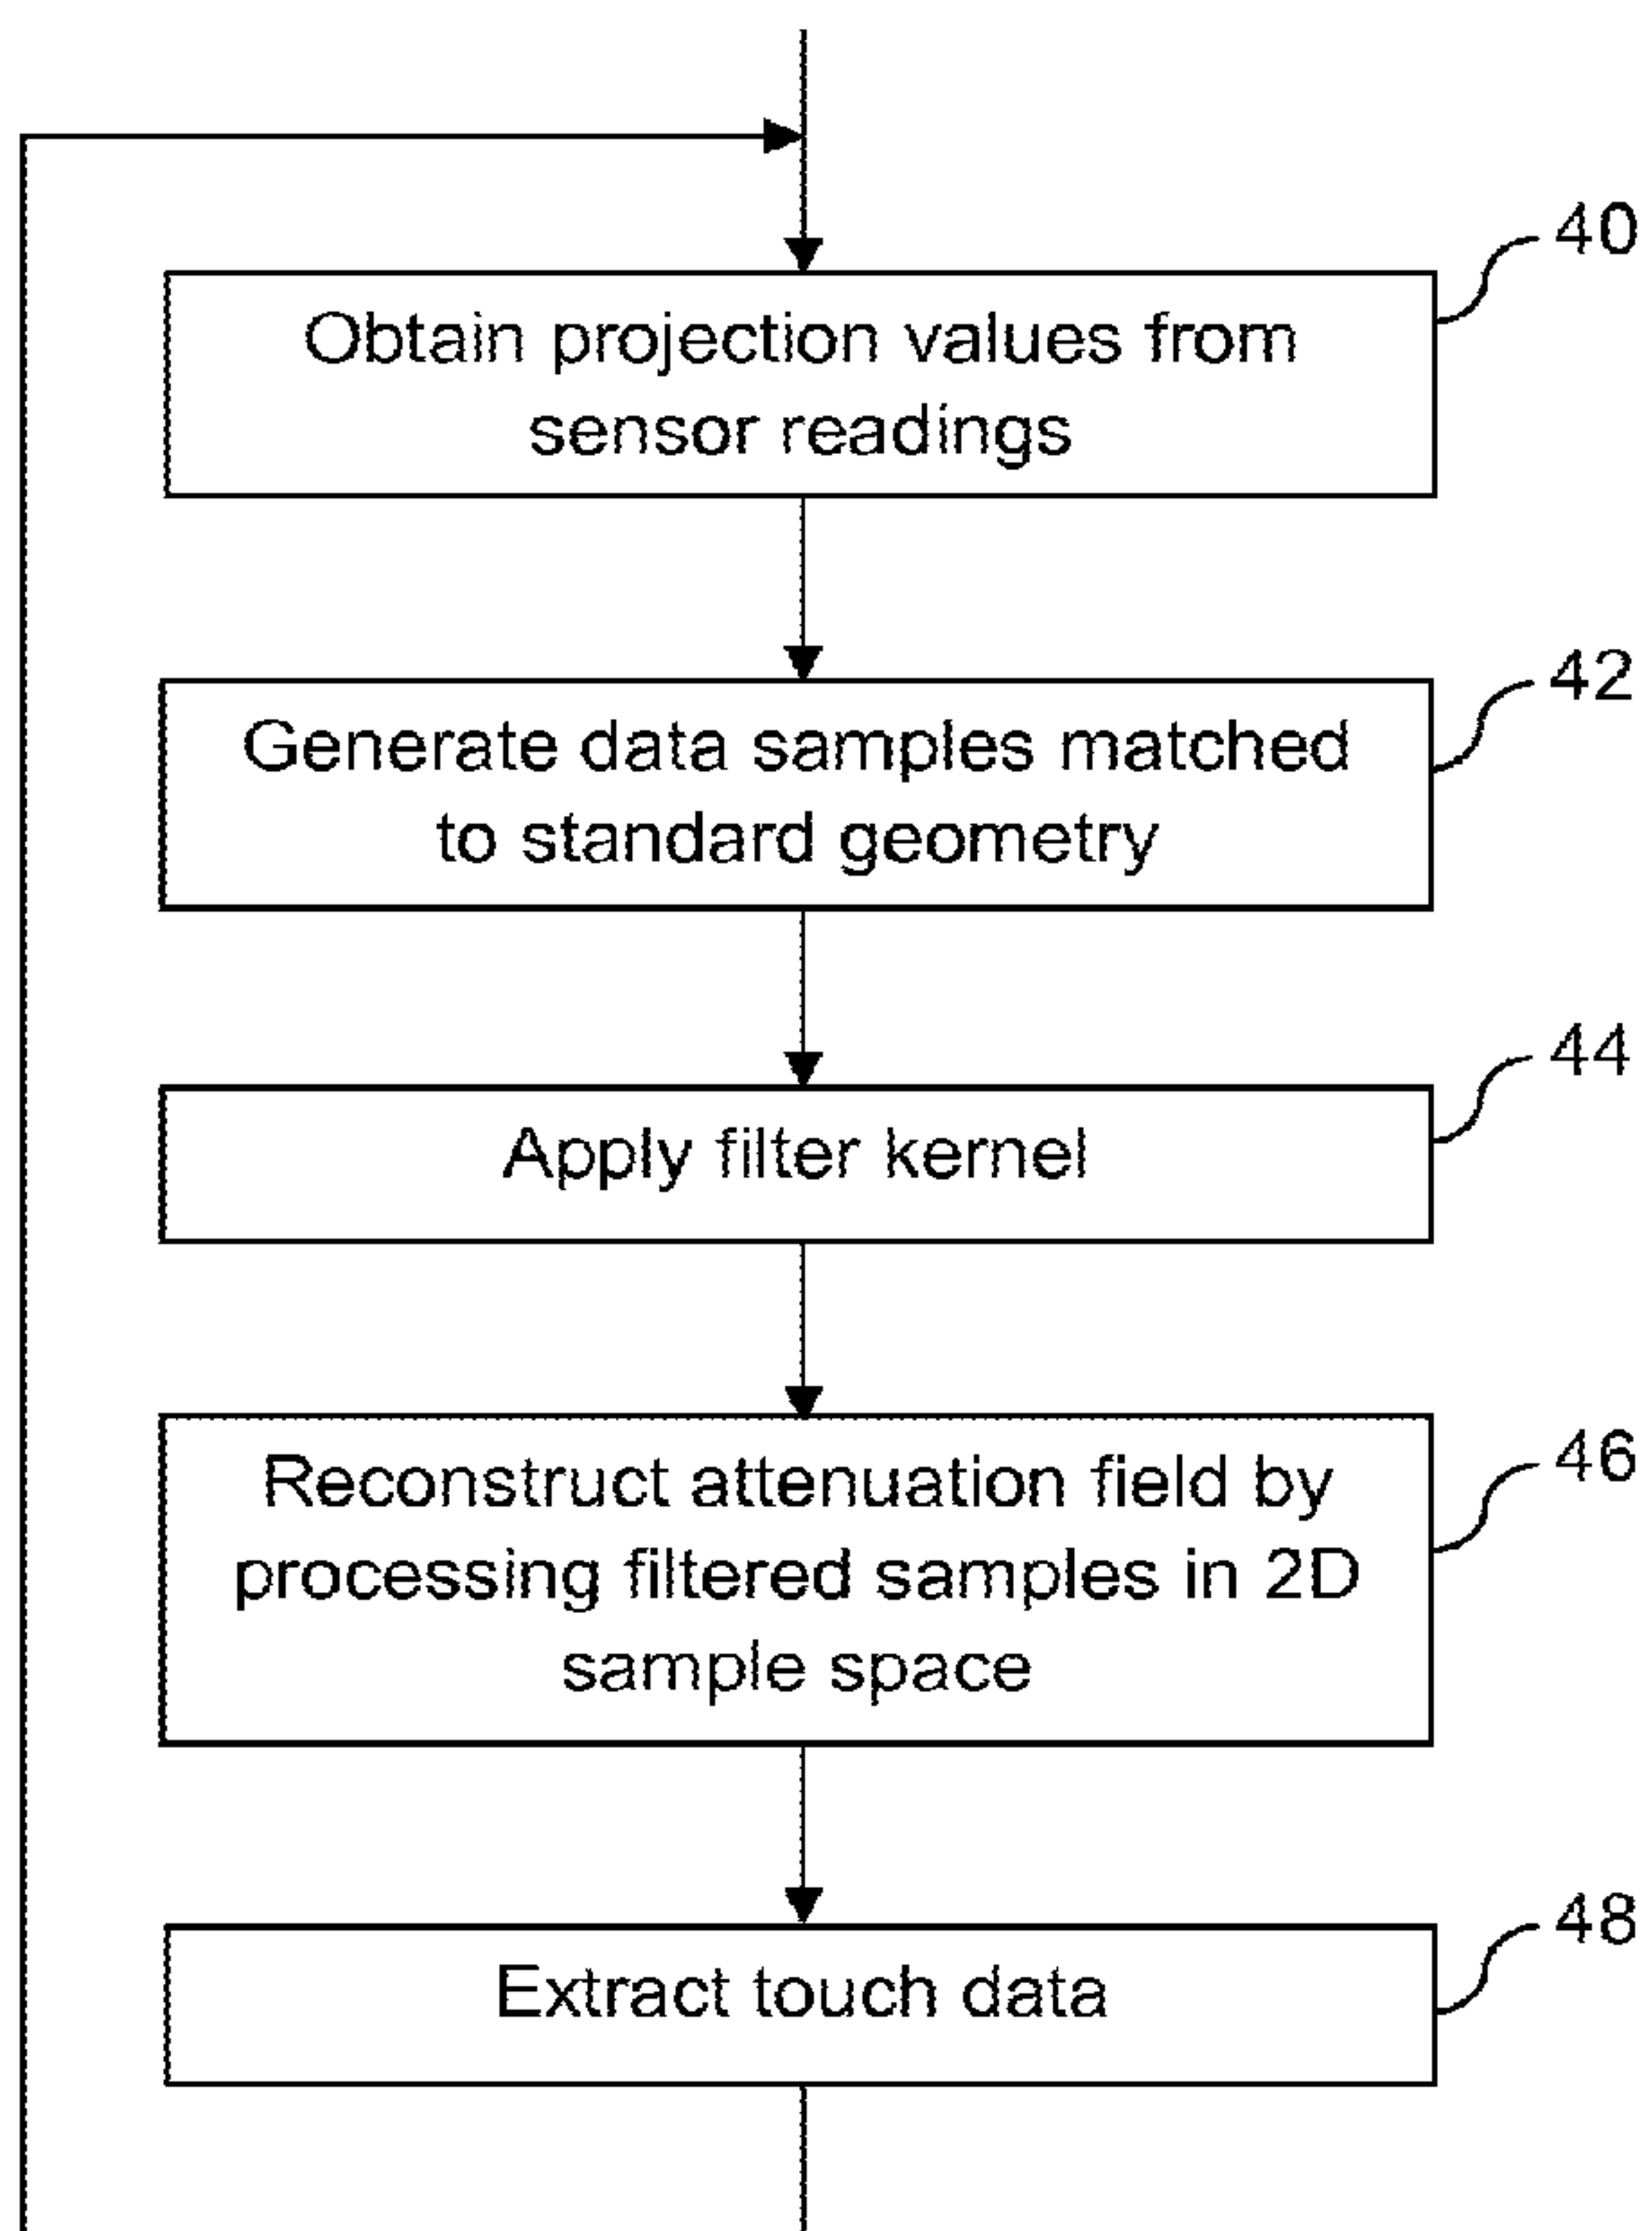 40
Obtain projection values from
sensor readings
42
Generate data samples matched
to standard geometry
44
Apply filter kernel
46
Reconstruct attenuation field by
processing filtered samples in 2D
sample space
48
Extract touch data